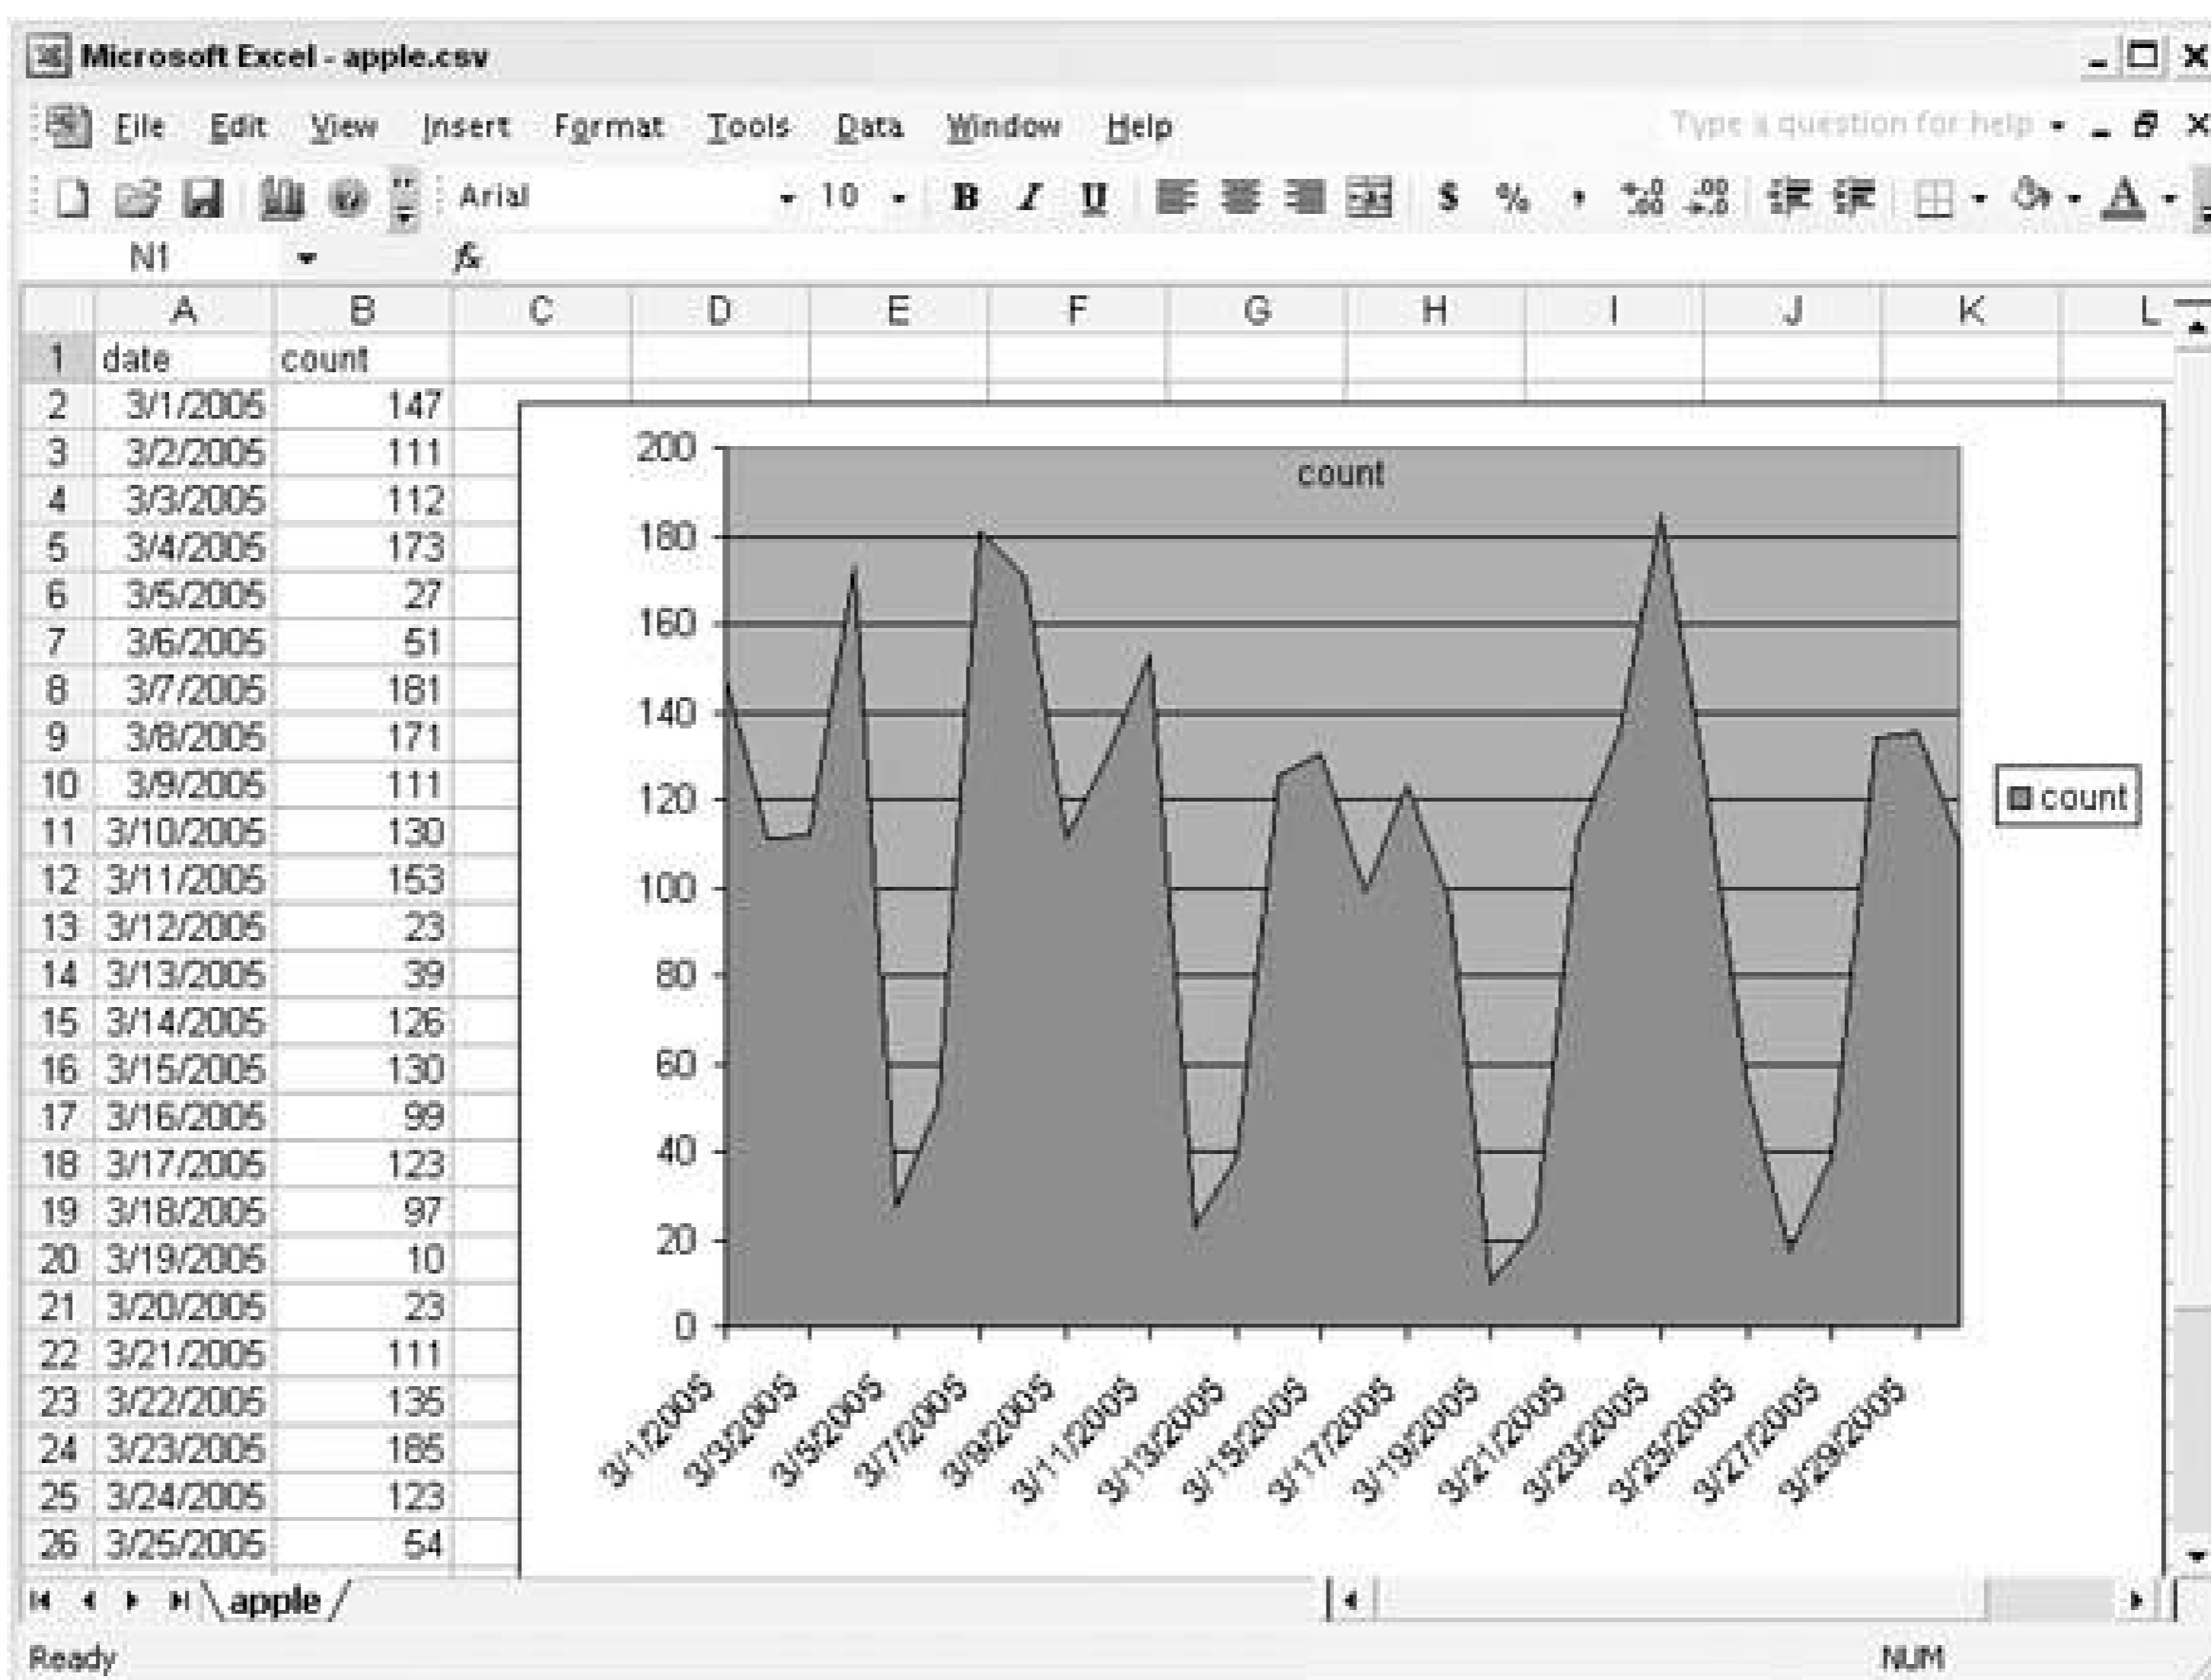 Microsoft Excel - apple.csv
File Edit View Insert Format Tools Data Window Help Type a question for help
Arial 10 B I U $ % ,
N1 fx
A B C D E F G H I J K L
1 date count
2 3/1/2005 147
3 3/2/2005 111
4 3/3/2005 112
5 3/4/2005 173
6 3/5/2005 27
7 3/6/2005 51
8 3/7/2005 181
9 3/8/2005 171
10 3/9/2005 111
11 3/10/2005 130
12 3/11/2005 153
13 3/12/2005 23
14 3/13/2005 39
15 3/14/2005 126
16 3/15/2005 130
17 3/16/2005 99
18 3/17/2005 123
19 3/18/2005 97
20 3/19/2005 10
21 3/20/2005 23
22 3/21/2005 111
23 3/22/2005 135
24 3/23/2005 185
25 3/24/2005 123
26 3/25/2005 54
count
200
180
160
140
120
100
80
60
40
20
0
3/1/2005 3/3/2005 3/5/2005 3/7/2005 3/9/2005 3/11/2005 3/13/2005 3/15/2005 3/17/2005 3/19/2005 3/21/2005 3/23/2005 3/25/2005 3/27/2005 3/29/2005
count
apple
Ready NUM